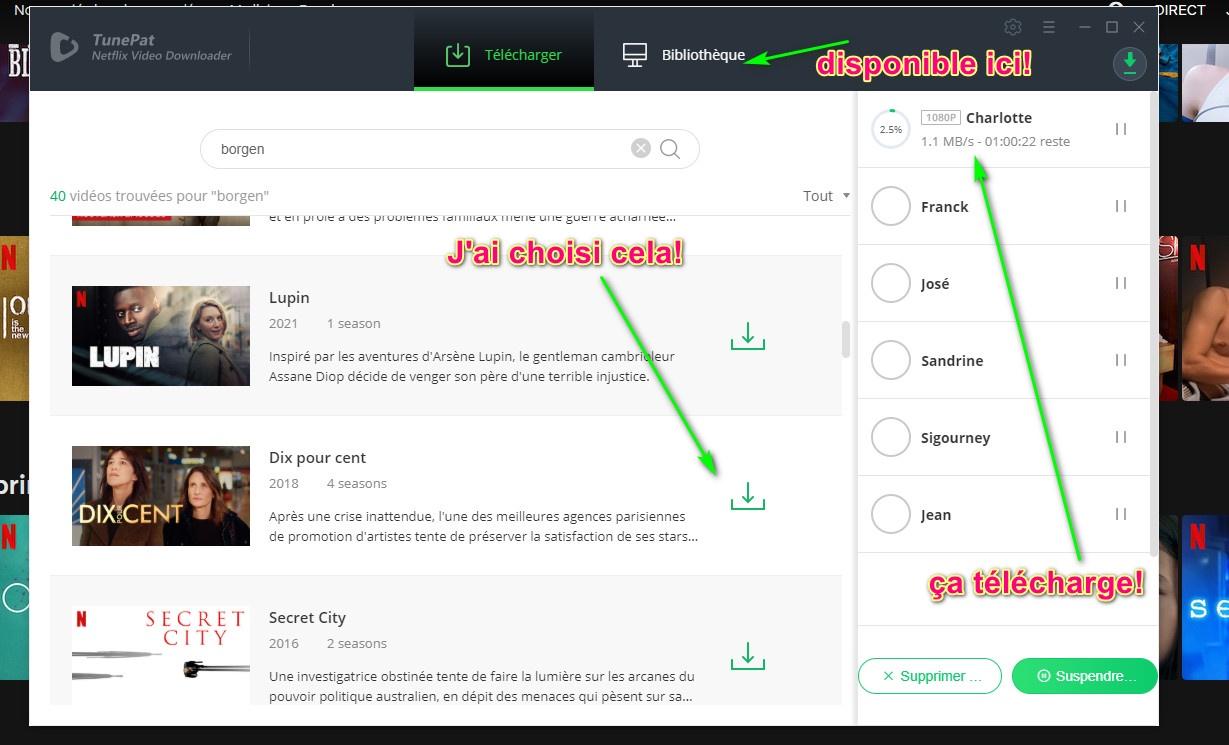 DIRECT
TunePat
Netflix Video Downloader
Télécharger
Bibliothèque
disponible ici!
borgen
40 vidéos trouvées pour "borgen"
Tout
et en proie à des problèmes familiaux mène une guerre acharnée...
J'ai choisi cela!
N
LUPIN
Lupin
2021 1 season
Inspiré par les aventures d'Arsène Lupin, le gentleman cambrioleur
Assane Diop décide de venger son père d'une terrible injustice.
DIX POUR CENT
Dix pour cent
2018 4 seasons
Après une crise inattendue, l'une des meilleures agences parisiennes
de promotion d'artistes tente de préserver la satisfaction de ses stars...
N
SECRET
CITY
Secret City
2016 2 seasons
Une investigatrice obstinée tente de faire la lumière sur les arcanes du
pouvoir politique australien, en dépit des menaces qui pèsent sur sa...
2.5%
1080P Charlotte
1.1 MB/s - 01:00:22 reste
Franck
José
Sandrine
Sigourney
Jean
ça télécharge!
Supprimer ...
Suspendre...
N
is
the
new
N
N
N
se